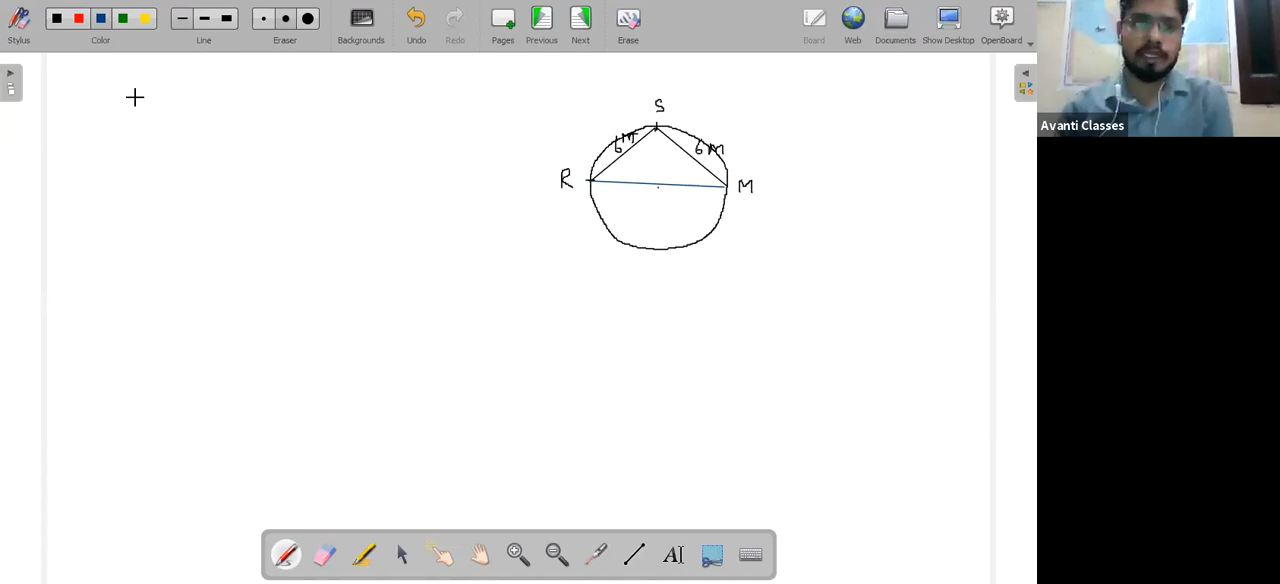 Stylus Color Line Eraser Backgrounds Undo Redo Pages Previous Next Erase Board Web Documents Show Desktop OpenBoard
Avanti Classes
S
6M 6M
R M
AI